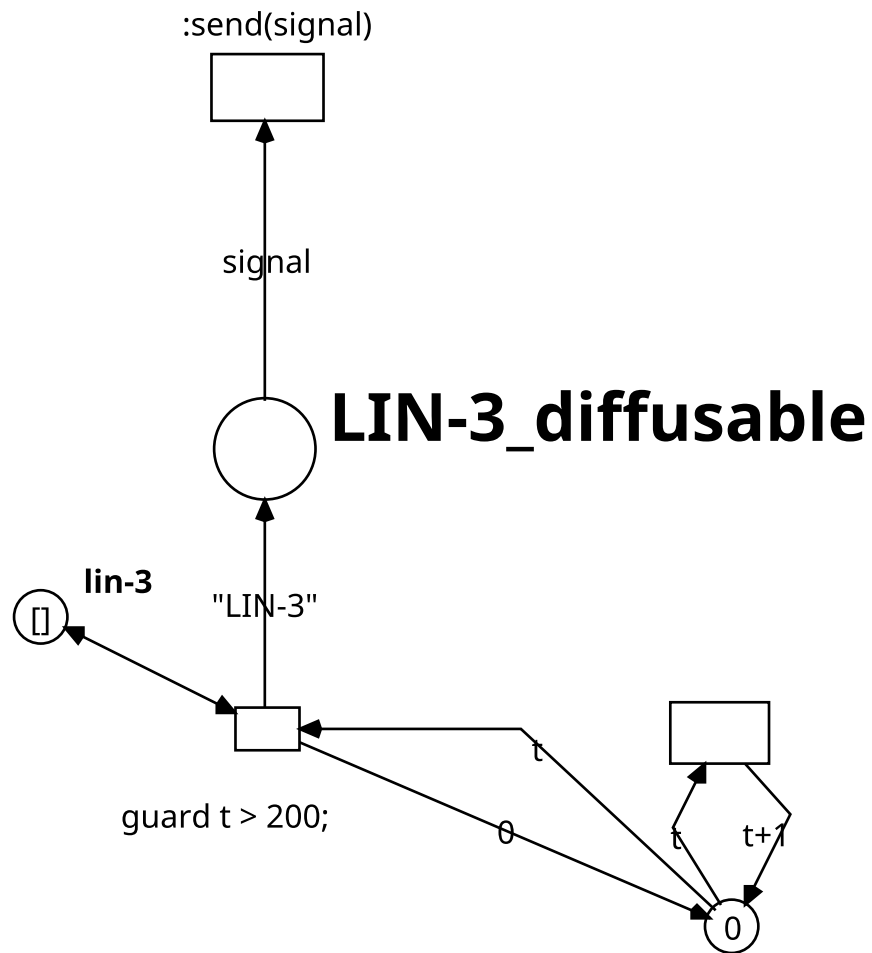 :send(signal)
signal
LIN-3_diffusable
lin-3
[]
"LIN-3"
t
guard t > 200;
0
t
t+1
0